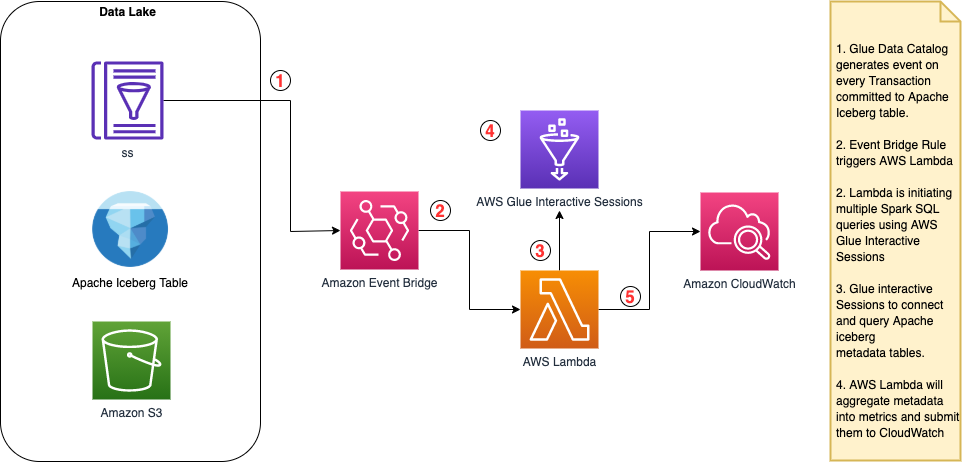 Data Lake
1
ss
Apache Iceberg Table
Amazon S3
2
Amazon Event Bridge
4
AWS Glue Interactive Sessions
3
AWS Lambda
5
Amazon CloudWatch
1. Glue Data Catalog
generates event on
every Transaction
committed to Apache
Iceberg table.
2. Event Bridge Rule
triggers AWS Lambda
2. Lambda is initiating
multiple Spark SQL
queries using AWS
Glue Interactive
Sessions
3. Glue interactive
Sessions to connect
and query Apache
iceberg
metadata tables.
4. AWS Lambda will
aggregate metadata
into metrics and submit
them to CloudWatch